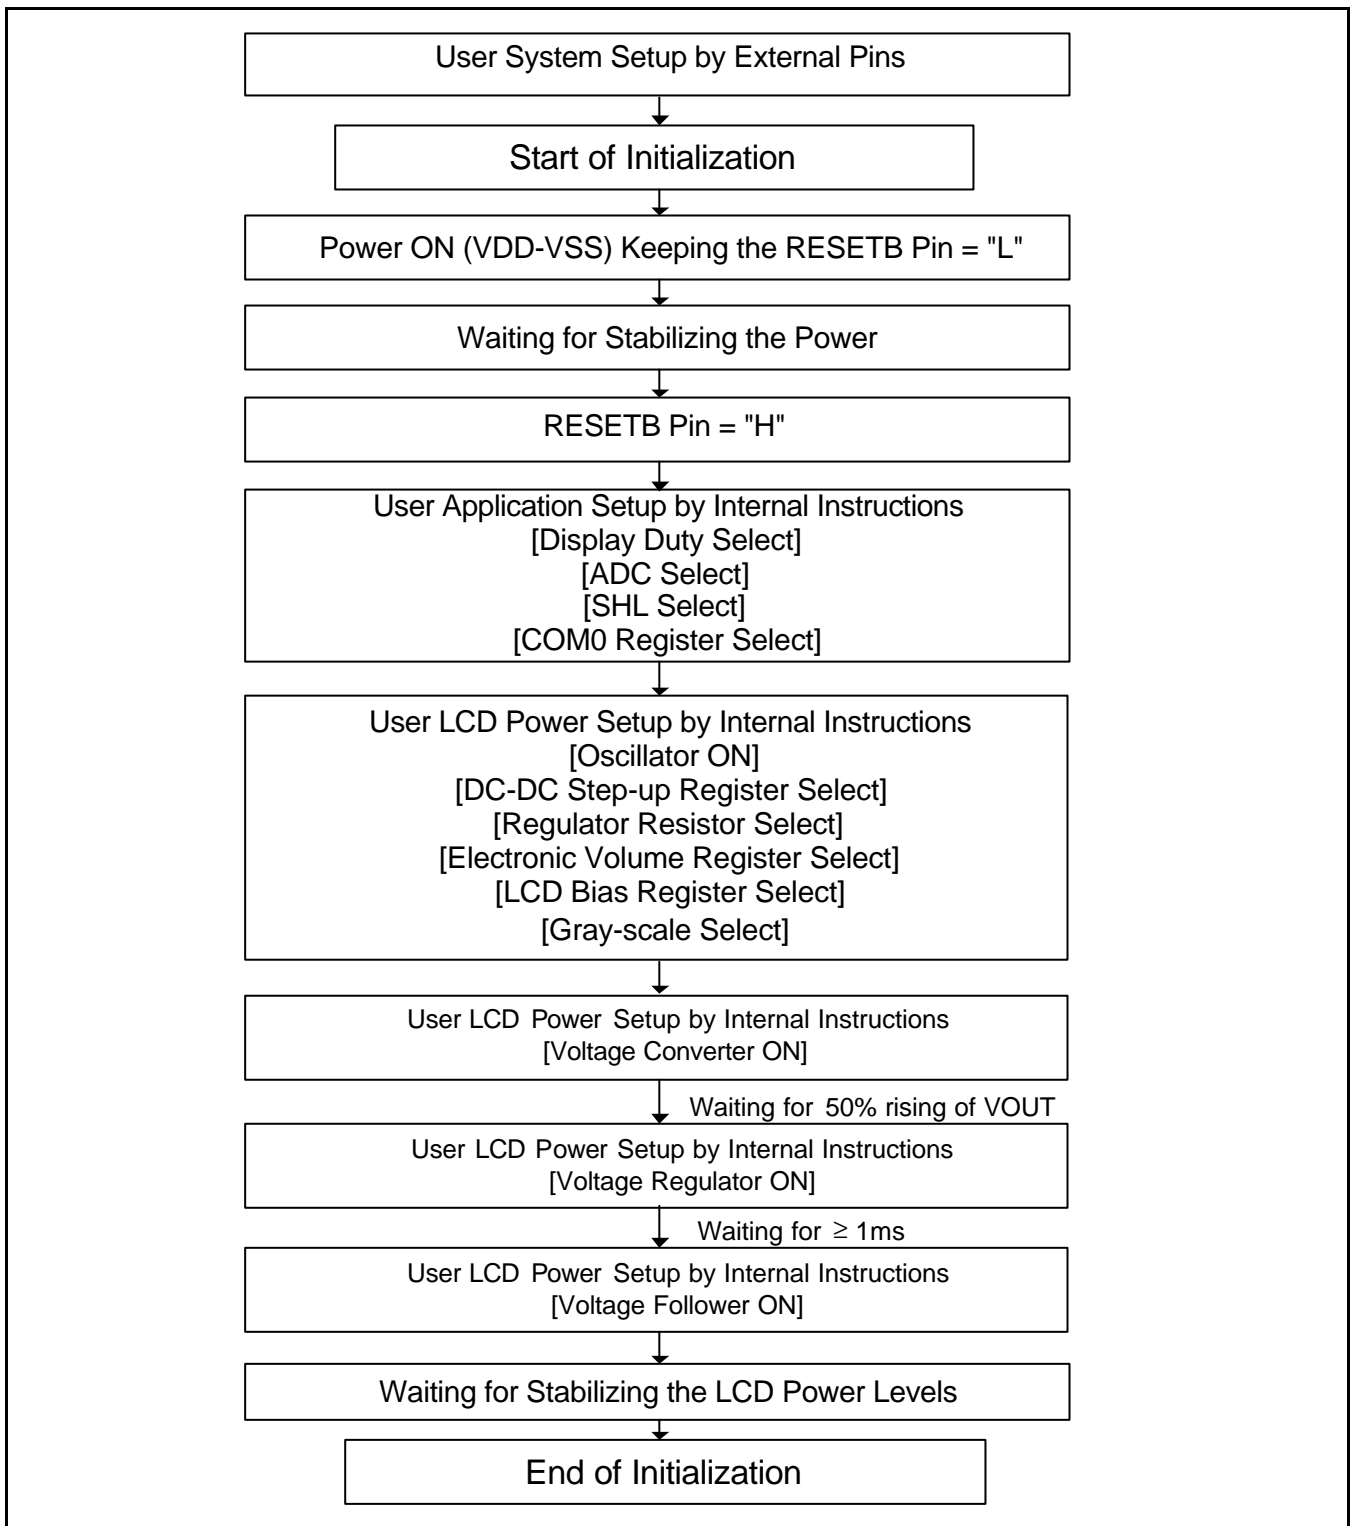 User System Setup by External Pins
Start of Initialization
Power ON (VDD-VSS) Keeping the RESETB Pin = "L"
Waiting for Stabilizing the Power
RESETB Pin = "H"
User Application Setup by Internal Instructions
[Display Duty Select]
[ADC Select]
[SHL Select]
[COM0 Register Select]
User LCD Power Setup by Internal Instructions
[Oscillator ON]
[DC-DC Step-up Register Select]
[Regulator Resistor Select]
[Electronic Volume Register Select]
[LCD Bias Register Select]
[Gray-scale Select]
User LCD Power Setup by Internal Instructions
[Voltage Converter ON]
Waiting for 50% rising of VOUT
User LCD Power Setup by Internal Instructions
[Voltage Regulator ON]
Waiting for ≥ 1ms
User LCD Power Setup by Internal Instructions
[Voltage Follower ON]
Waiting for Stabilizing the LCD Power Levels
End of Initialization